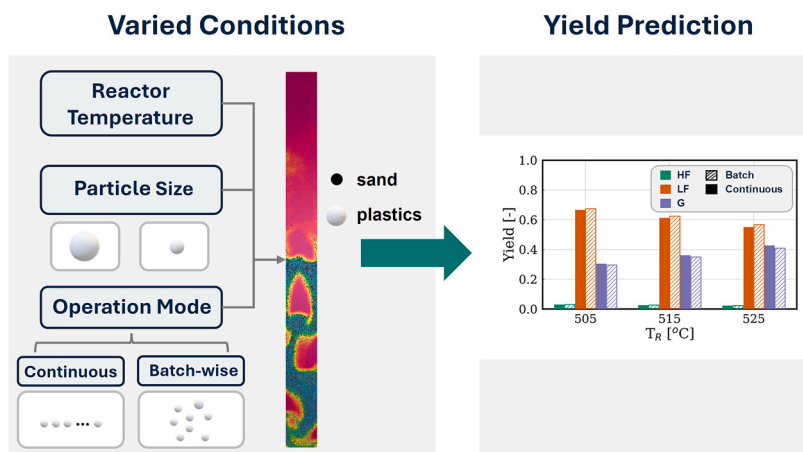 Varied Conditions
Yield Prediction
Reactor
Temperature
Particle Size
Operation Mode
Continuous
Batch-wise
sand
plastics
Yield [-]
1.0
0.8
0.6
0.4
0.2
0.0
HF
LF
G
Batch
Continuous
505
515
525
T_R [°C]